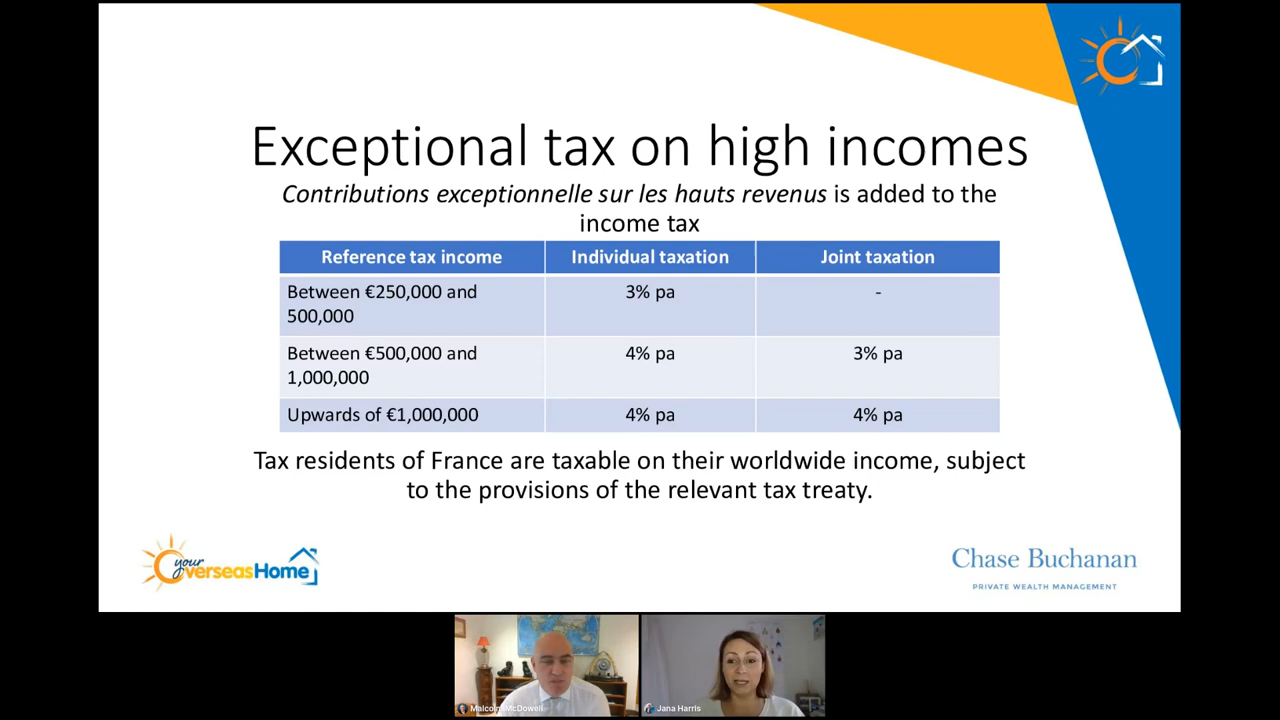 Exceptional tax on high incomes
Contributions exceptionnelle sur les hauts revenus is added to the
income tax
Reference tax income Individual taxation Joint taxation
Between €250,000 and
500,000
3% pa -
Between €500,000 and
1,000,000
4% pa 3% pa
Upwards of €1,000,000 4% pa 4% pa
Tax residents of France are taxable on their worldwide income, subject
to the provisions of the relevant tax treaty.
your
OverseasHome
Chase Buchanan
PRIVATE WEALTH MANAGEMENT
Malcolm McDowell
Jana Harris